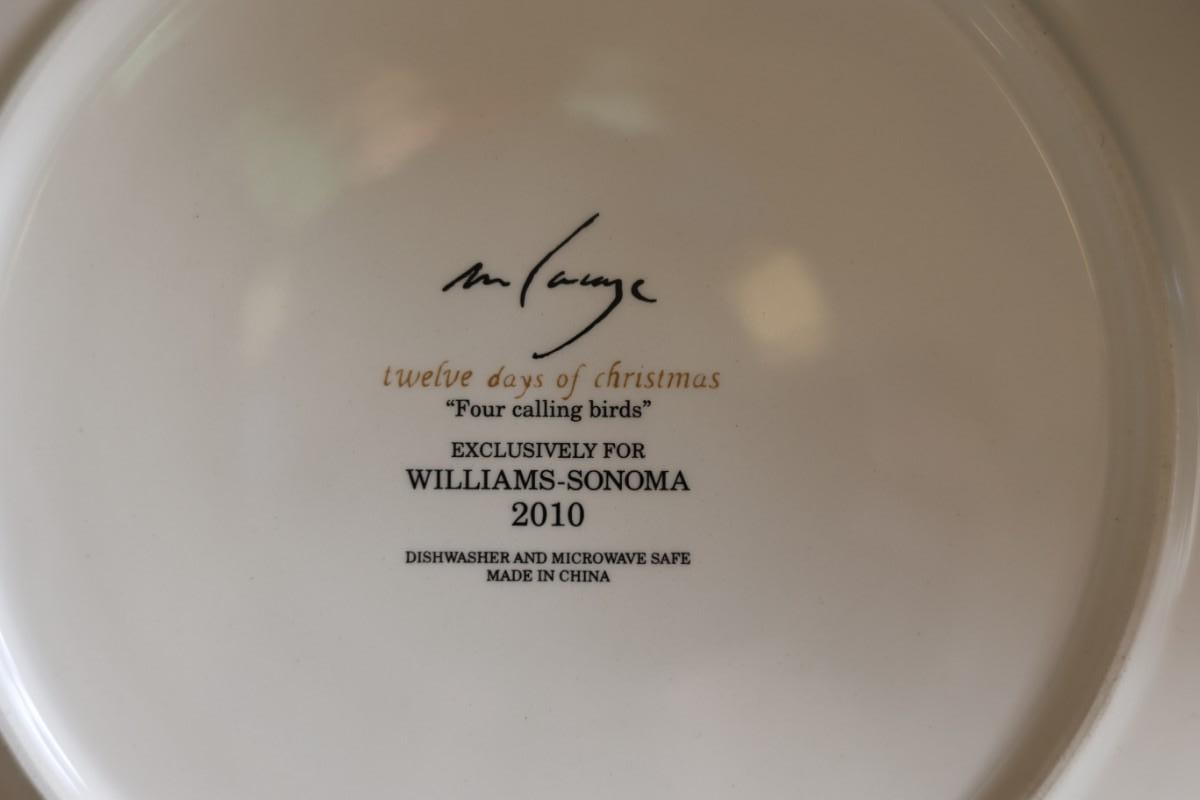 twelve days of christmas
“Four calling birds”
EXCLUSIVELY FOR
WILLIAMS-SONOMA
2010
DISHWASHER AND MICROWAVE SAFE
MADE IN CHINA